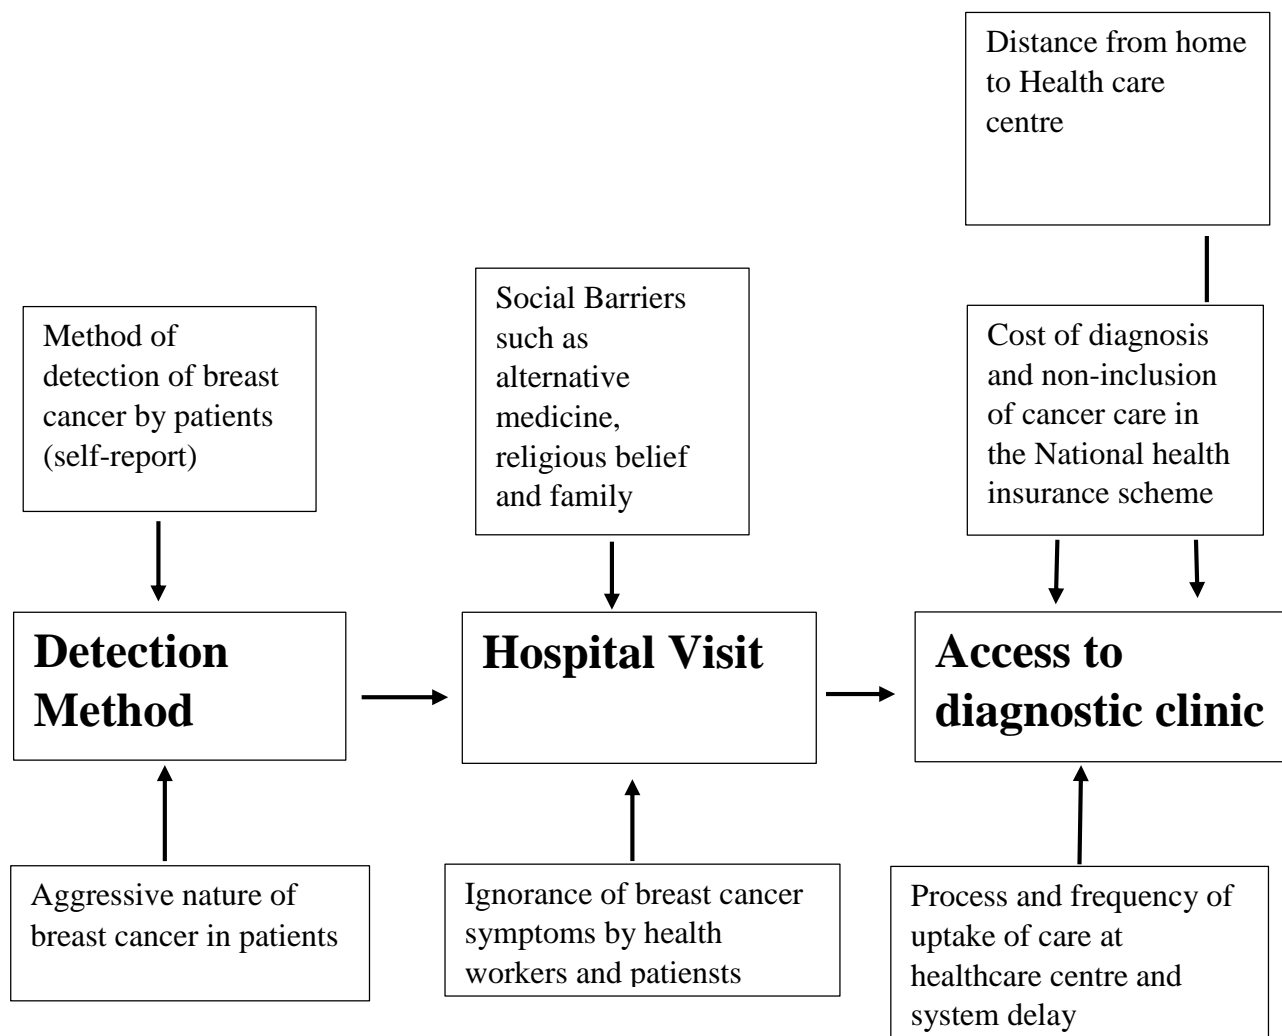 Distance from home
to Health care
centre
Method of
detection of breast
cancer by patients
(self-report)
Social Barriers
such as
alternative
medicine,
religious belief
and family
Cost of diagnosis
and non-inclusion
of cancer care in
the National health
insurance scheme
Detection
Method
Hospital Visit
Access to
diagnostic clinic
Aggressive nature of
breast cancer in patients
Ignorance of breast cancer
symptoms by health
workers and patiensts
Process and frequency of
uptake of care at
healthcare centre and
system delay